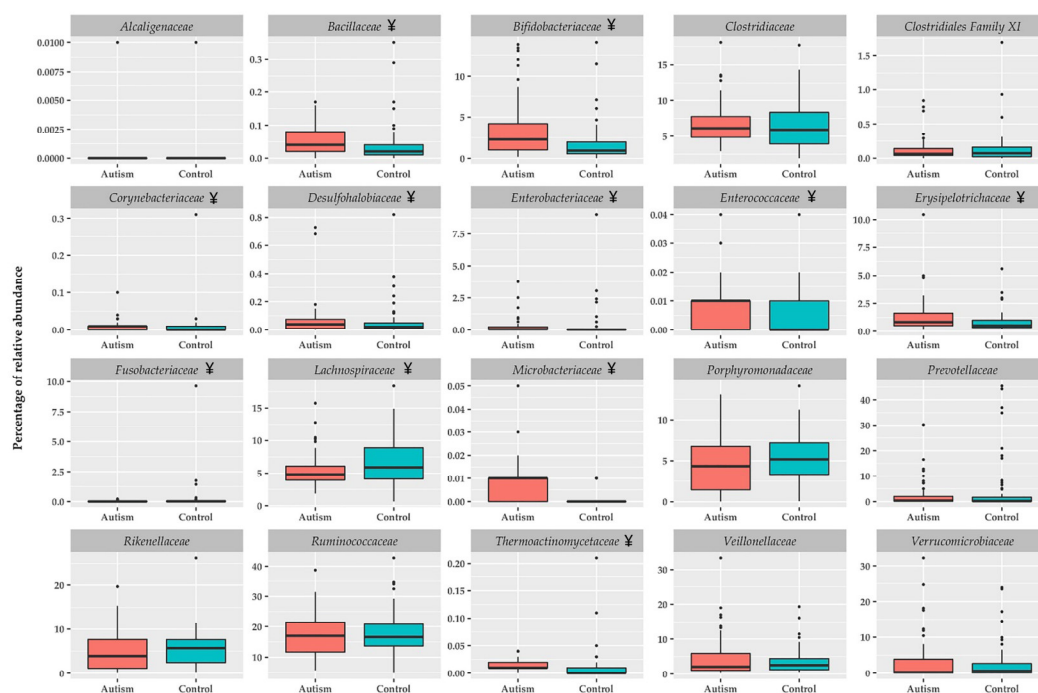 Percentage of relative abundance
Alcaligenaceae
0.0100
0.0075
0.0050
0.0025
0.0000
Autism Control
Bacillaceae ¥
0.3
0.2
0.1
0.0
Autism Control
Bifidobacteriaceae ¥
10
5
0
Autism Control
Clostridiaceae
15
10
5
Autism Control
Clostridiales Family XI
1.5
1.0
0.5
0.0
Autism Control
Corynebacteriaceae ¥
0.3
0.2
0.1
0.0
Autism Control
Desulfohalobiaceae ¥
0.8
0.6
0.4
0.2
0.0
Autism Control
Enterobacteriaceae ¥
7.5
5.0
2.5
0.0
Autism Control
Enterococcaceae ¥
0.04
0.03
0.02
0.01
0.00
Autism Control
Erysipelotrichaceae ¥
10.0
7.5
5.0
2.5
0.0
Autism Control
Fusobacteriaceae ¥
10.0
7.5
5.0
2.5
0.0
Autism Control
Lachnospiraceae ¥
15
10
5
0
Autism Control
Microbacteriaceae ¥
0.05
0.04
0.03
0.02
0.01
0.00
Autism Control
Porphyromonadaceae
10
5
0
Autism Control
Prevotellaceae
40
30
20
10
0
Autism Control
Rikenellaceae
20
10
0
Autism Control
Ruminococcaceae
40
30
20
10
Autism Control
Thermoactinomycetaceae ¥
0.20
0.15
0.10
0.05
0.00
Autism Control
Veillonellaceae
30
20
10
0
Autism Control
Verrucomicrobiaceae
30
20
10
0
Autism Control